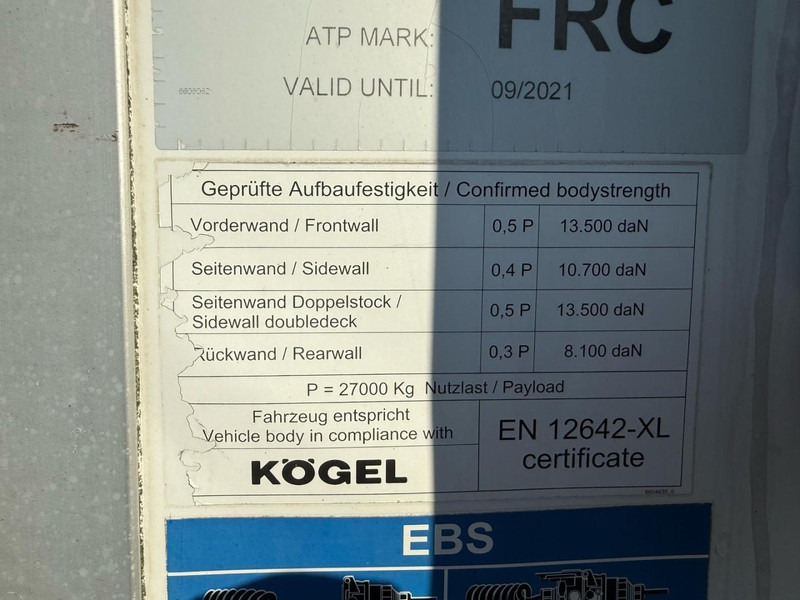 ATP MARK: FRC
6600082
VALID UNTIL: 09/2021
Geprüfte Aufbaufestigkeit / Confirmed bodystrength
Vorderwand / Frontwall 0,5 P 13.500 daN
Seitenwand / Sidewall 0,4 P 10.700 daN
Seitenwand Doppelstock /
Sidewall doubledeck 0,5 P 13.500 daN
Rückwand / Rearwall 0,3 P 8.100 daN
P = 27000 Kg Nutzlast / Payload
Fahrzeug entspricht
Vehicle body in compliance with
KÖGEL
EN 12642-XL
certificate
EBS